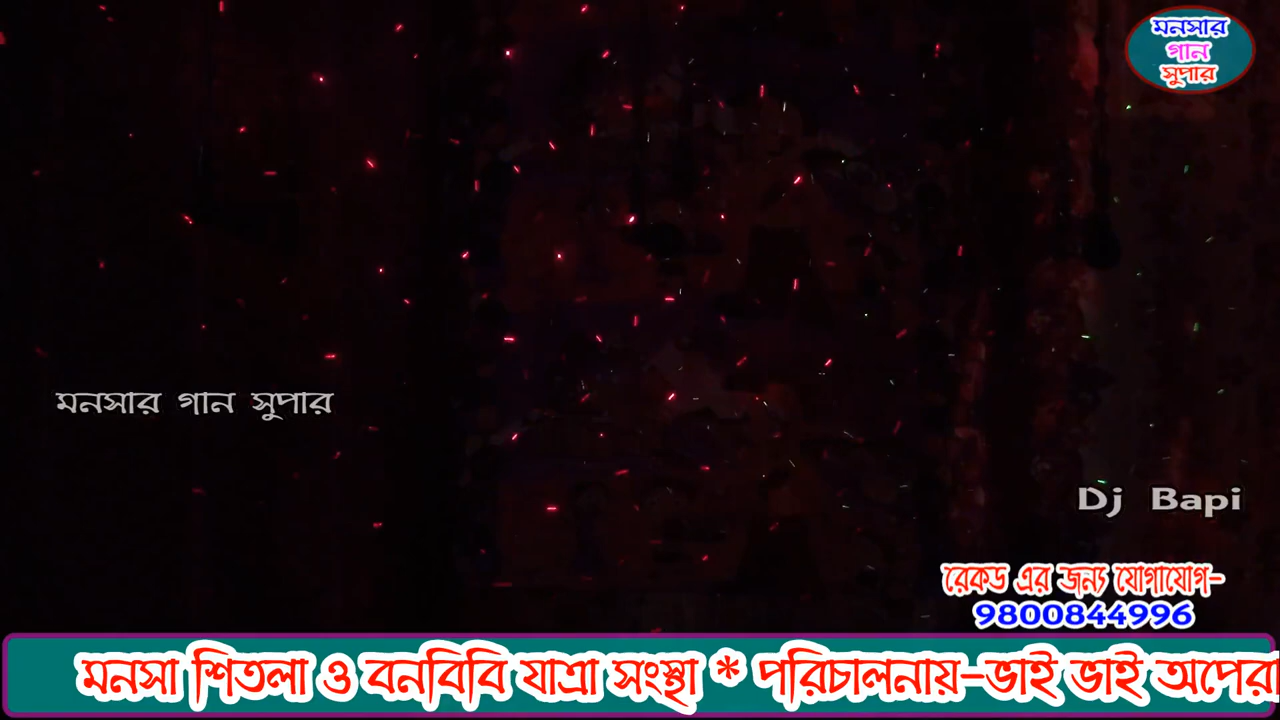 মনসার
গান
সুপার
মনসার গান সুপার
Dj Bapi
রেকড এর জন্য যোগাযোগ-
9800844996
মনসা শিতলা ও বনবিবি যাত্রা সংস্থা * পরিচালনায়-ভাই ভাই অপেরা